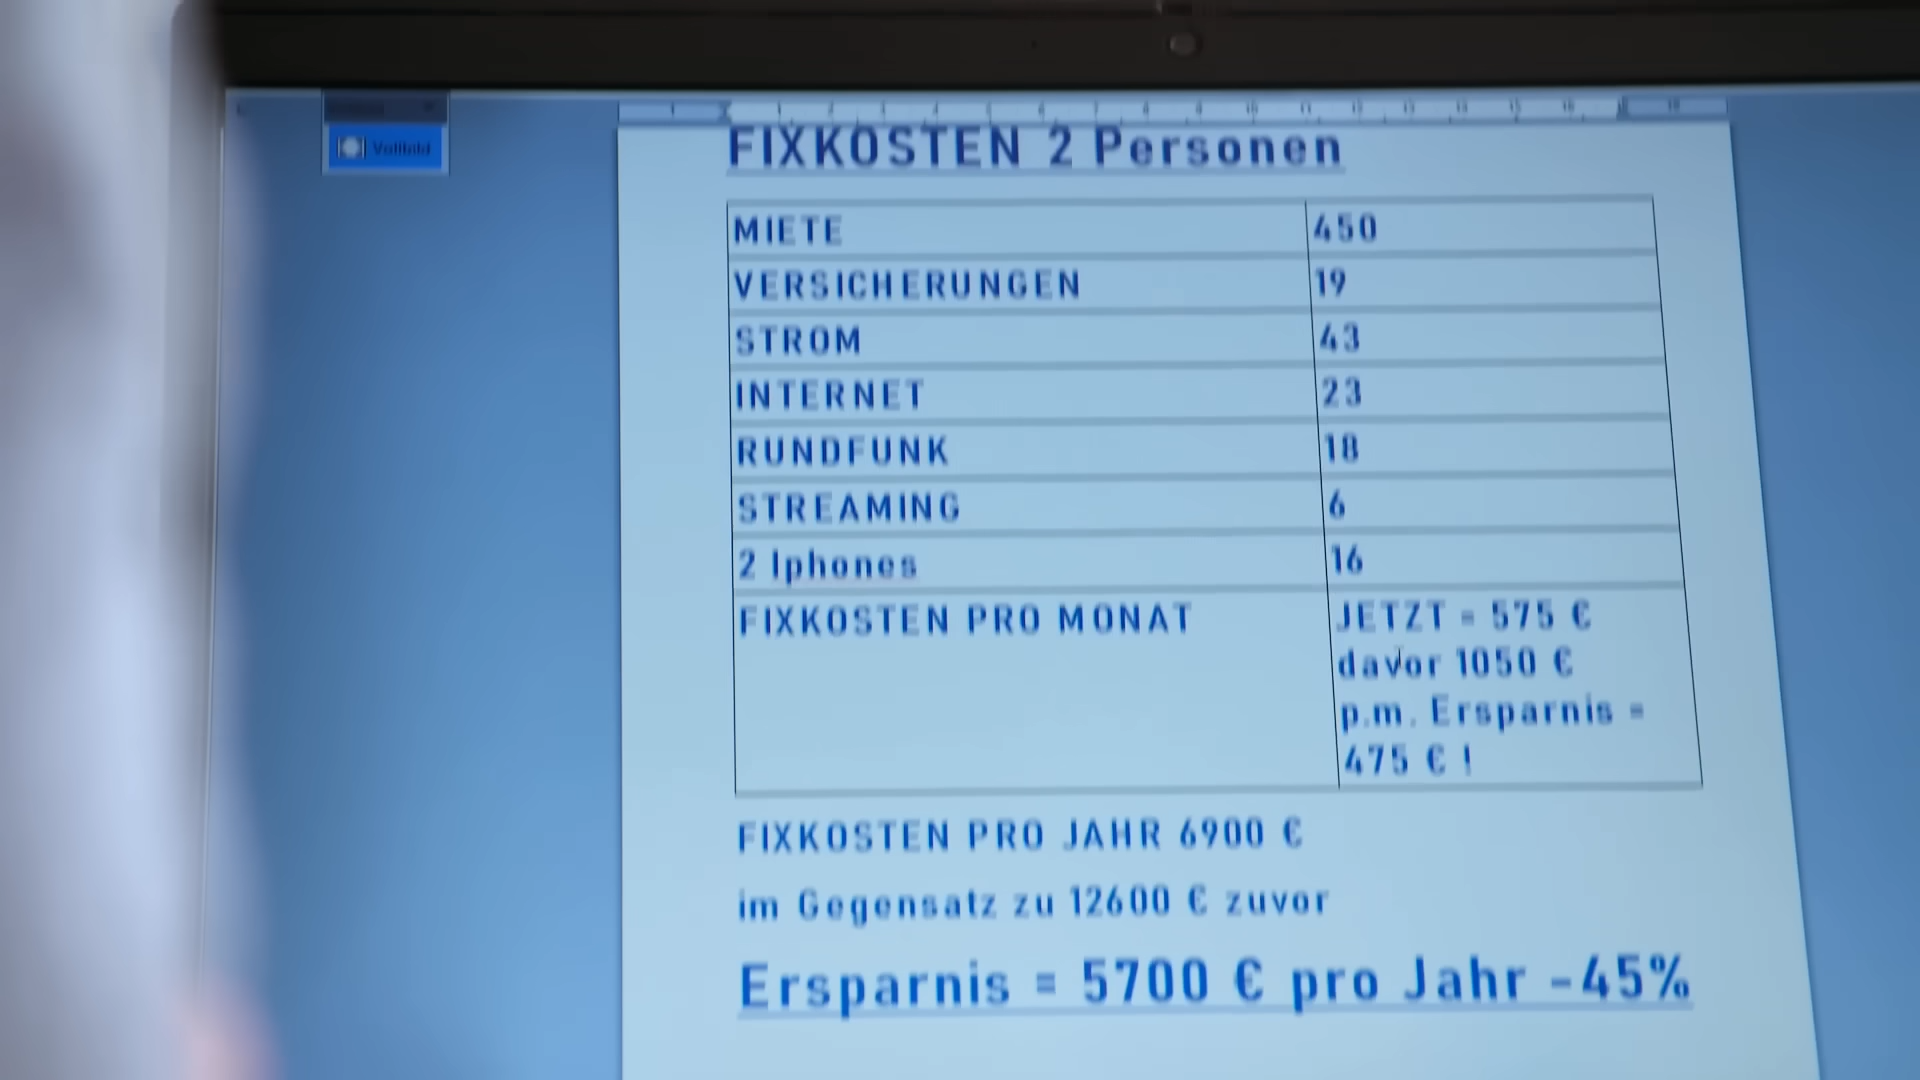 Vollbild
FIXKOSTEN 2 Personen
MIETE 450
VERSICHERUNGEN 19
STROM 43
INTERNET 23
RUNDFUNK 18
STREAMING 6
2 Iphones 16
FIXKOSTEN PRO MONAT JETZT = 575 €
davor 1050 €
p.m. Ersparnis =
475 € !
FIXKOSTEN PRO JAHR 6900 €
im Gegensatz zu 12600 € zuvor
Ersparnis = 5700 € pro Jahr -45%